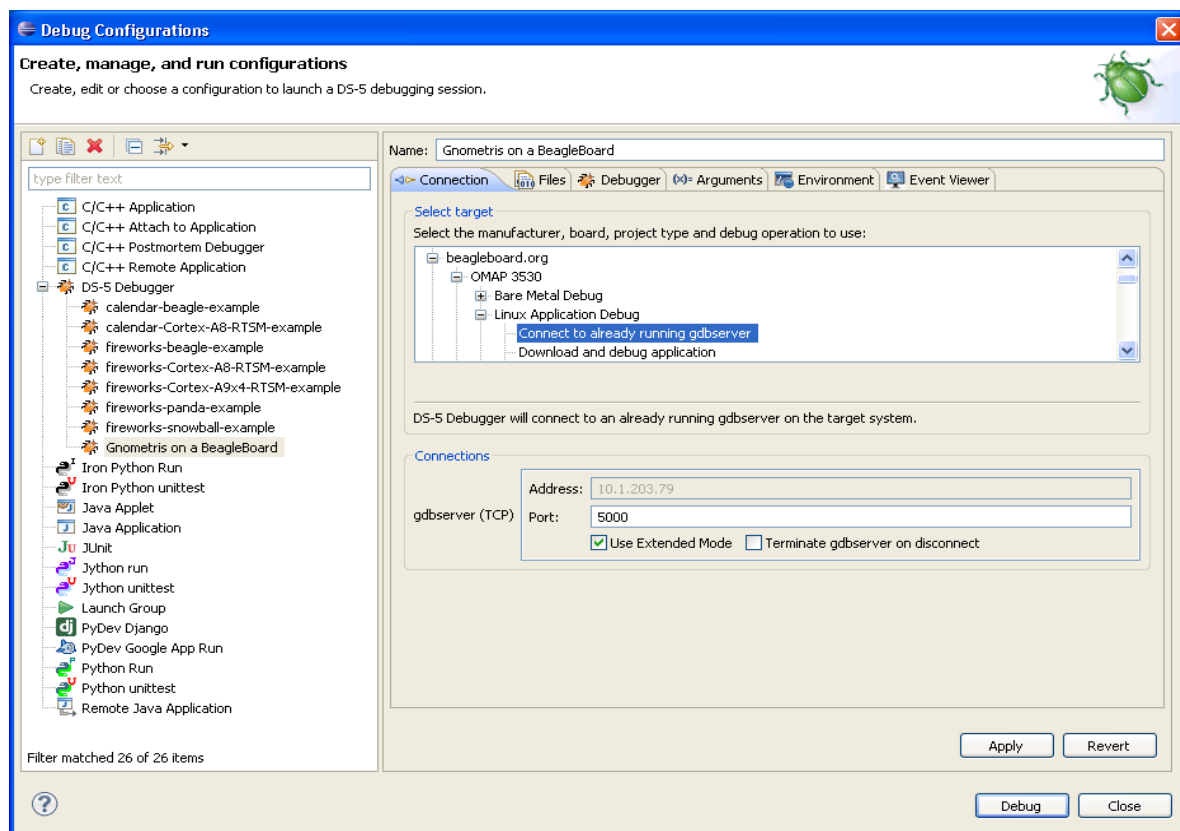 Debug Configurations
Create, manage, and run configurations
Create, edit or choose a configuration to launch a DS-5 debugging session.
type filter text
C/C++ Application
C/C++ Attach to Application
C/C++ Postmortem Debugger
C/C++ Remote Application
DS-5 Debugger
calendar-beagle-example
calendar-Cortex-A8-RTSM-example
fireworks-beagle-example
fireworks-Cortex-A8-RTSM-example
fireworks-Cortex-A9x4-RTSM-example
fireworks-panda-example
fireworks-snowball-example
Gnometris on a BeagleBoard
Iron Python Run
Iron Python unittest
Java Applet
Java Application
JUnit
Jython run
Jython unittest
Launch Group
PyDev Django
PyDev Google App Run
Python Run
Python unittest
Remote Java Application
Filter matched 26 of 26 items
Name: Gnometris on a BeagleBoard
Connection Files Debugger Arguments Environment Event Viewer
Select target
Select the manufacturer, board, project type and debug operation to use:
beagleboard.org
OMAP 3530
Bare Metal Debug
Linux Application Debug
Connect to already running gdbserver
Download and debug application
DS-5 Debugger will connect to an already running gdbserver on the target system.
Connections
Address: 10.1.203.79
gdbserver (TCP) Port: 5000
Use Extended Mode Terminate gdbserver on disconnect
Apply Revert
Debug Close